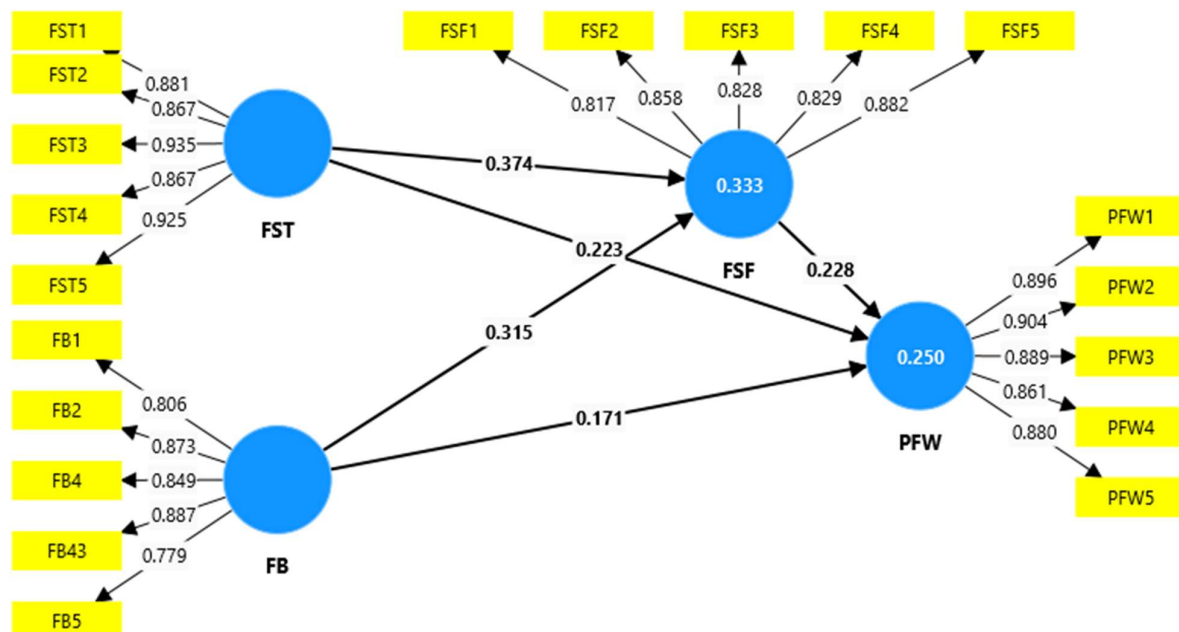 FST1
FST2
FST3
FST4
FST5
0.881
0.867
0.935
0.867
0.925
FST
FB1
FB2
FB4
FB43
FB5
0.806
0.873
0.849
0.887
0.779
FB
0.374
0.223
0.315
0.171
FSF1
FSF2
FSF3
FSF4
FSF5
0.817
0.858
0.828
0.829
0.882
0.333
FSF
0.228
0.250
PFW
0.896
0.904
0.889
0.861
0.880
PFW1
PFW2
PFW3
PFW4
PFW5